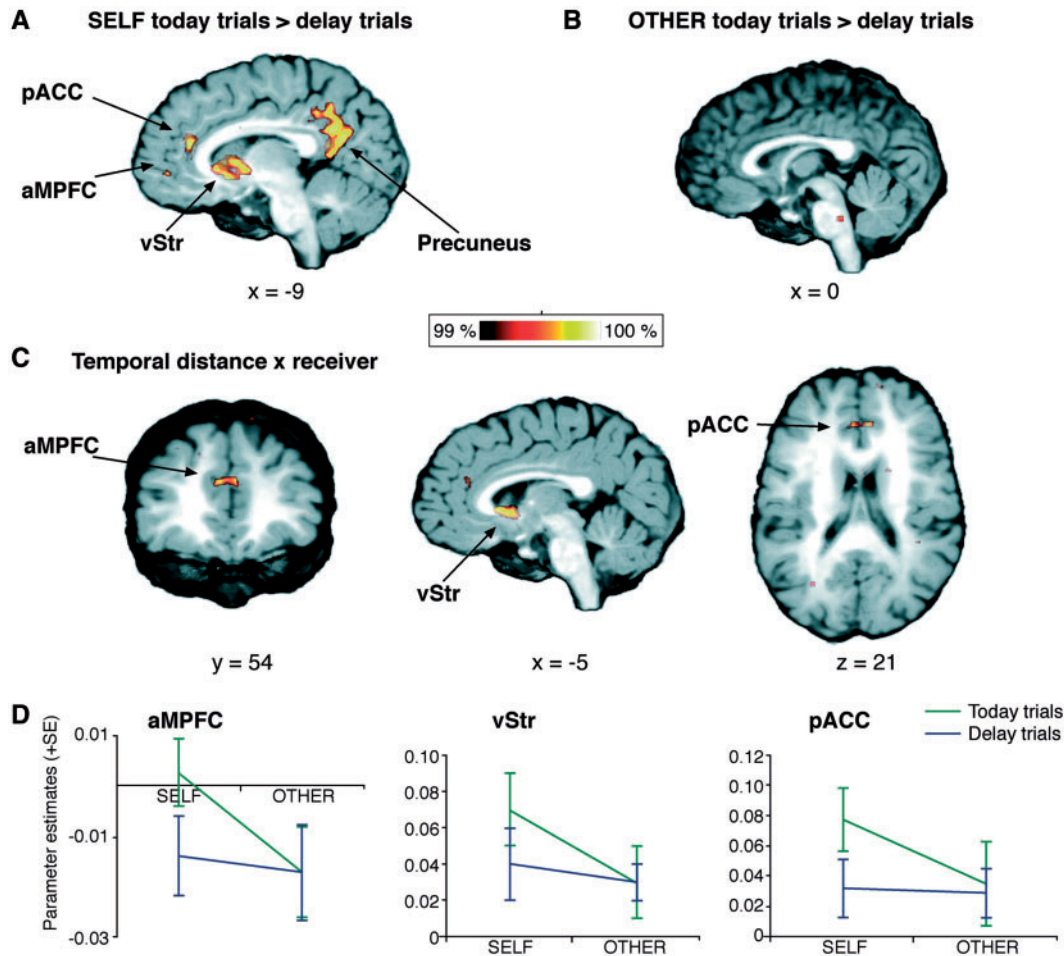 A SELF today trials > delay trials
B OTHER today trials > delay trials
pACC
aMPFC
vStr
Precuneus
x = -9
x = 0
99 % 100 %
C Temporal distance x receiver
aMPFC
vStr
pACC
y = 54
x = -5
z = 21
D
aMPFC
Parameter estimates (+SE)
0.01
-0.01
-0.03
SELF OTHER
vStr
0.10
0.08
0.06
0.04
0.02
0
SELF OTHER
pACC
Today trials
Delay trials
0.12
0.10
0.08
0.06
0.04
0.02
0
SELF OTHER